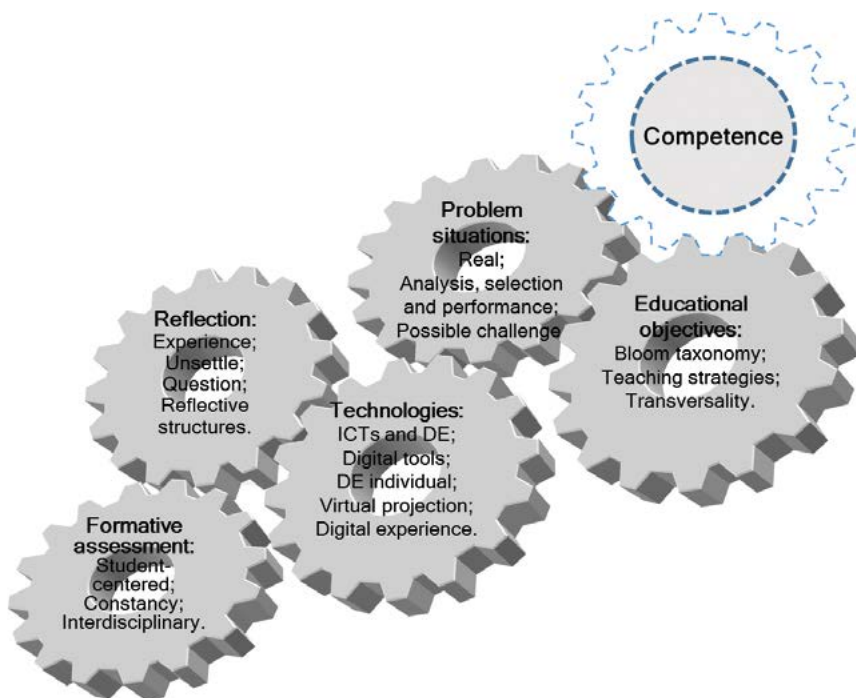 Competence
Problem
situations:
Real;
Analysis, selection
and performance;
Possible challenge
Educational
objectives:
Bloom taxonomy;
Teaching strategies;
Transversality.
Reflection:
Experience;
Unsettle;
Question;
Reflective
structures.
Technologies:
ICTs and DE;
Digital tools;
DE individual;
Virtual projection;
Digital experience.
Formative
assessment:
Student-
centered;
Constancy;
Interdisciplinary.